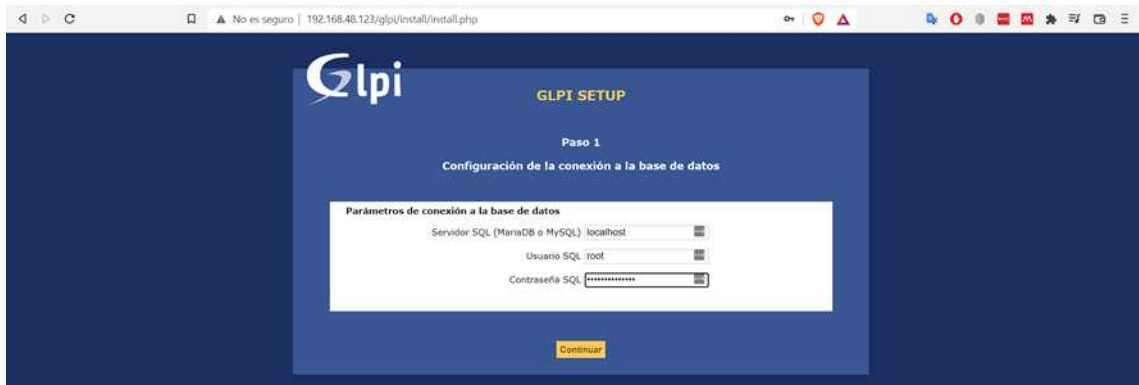 No es seguro | 192.168.48.123/glpi/install/install.php
Glpi
GLPI SETUP
Paso 1
Configuración de la conexión a la base de datos
Parámetros de conexión a la base de datos
Servidor SQL (MariaDB o MySQL) localhost
Usuario SQL root
Contraseña SQL ••••••••••••••
Continuar